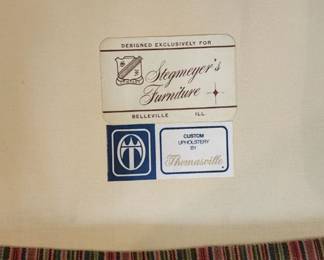 DESIGNED EXCLUSIVELY FOR
Stegmeyer's
Furniture
BELLEVILLE ILL.
CUSTOM
UPHOLSTERY
BY
Thomasville